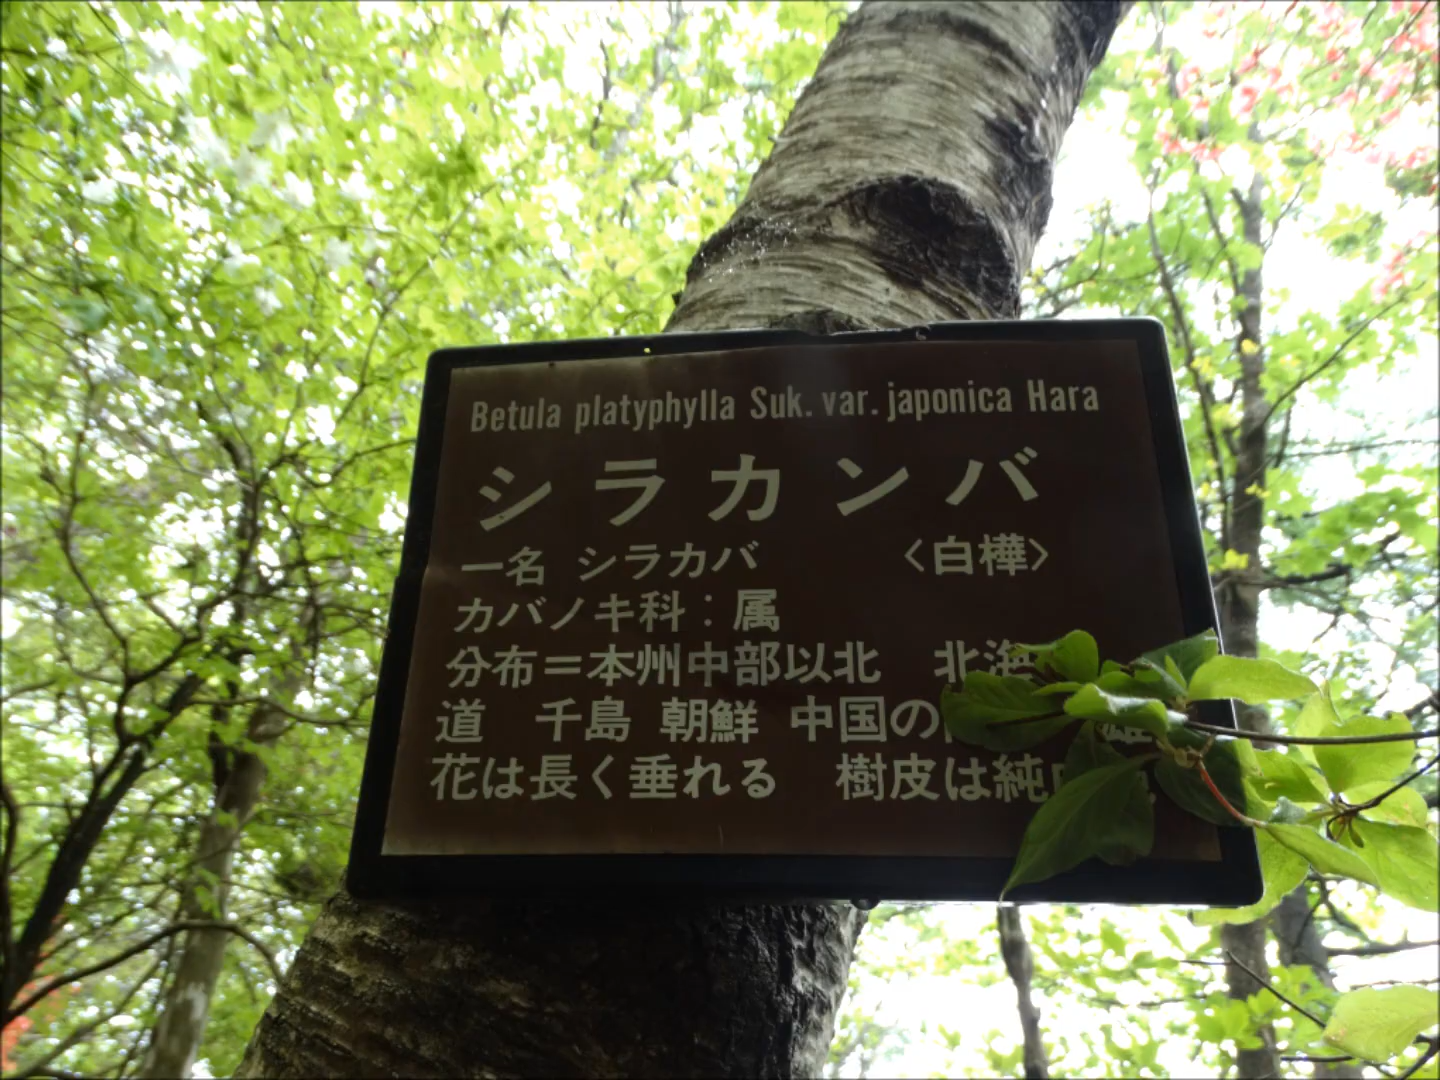 Betula platyphylla Suk. var. japonica Hara
シラカンバ
一名 シラカバ 〈白樺〉
カバノキ科：属
分布＝本州中部以北 北海
道 千島 朝鮮 中国の 雄
花は長く垂れる 樹皮は純